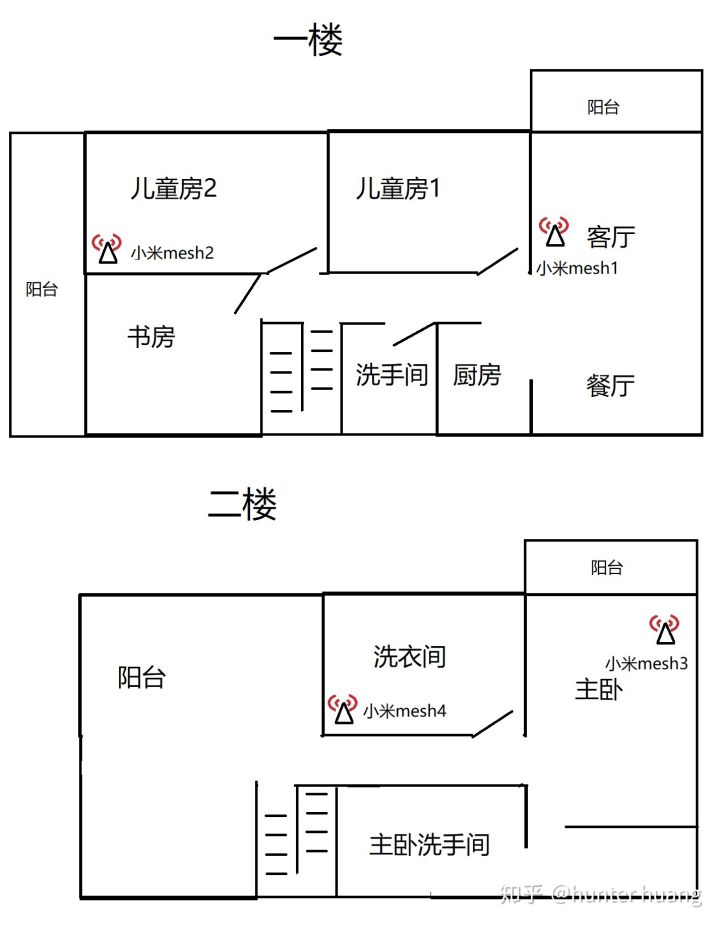 一楼
阳台
儿童房2
儿童房1
小米mesh2
客厅
小米mesh1
阳台
书房
洗手间
厨房
餐厅
二楼
阳台
洗衣间
阳台
小米mesh3
主卧
小米mesh4
主卧洗手间
知乎 @hunter huang